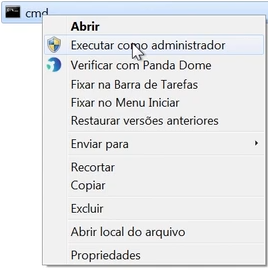 cmd
Abrir
Executar como administrador
Verificar com Panda Dome
Fixar na Barra de Tarefas
Fixar no Menu Iniciar
Restaurar versões anteriores
Enviar para
Recortar
Copiar
Excluir
Abrir local do arquivo
Propriedades